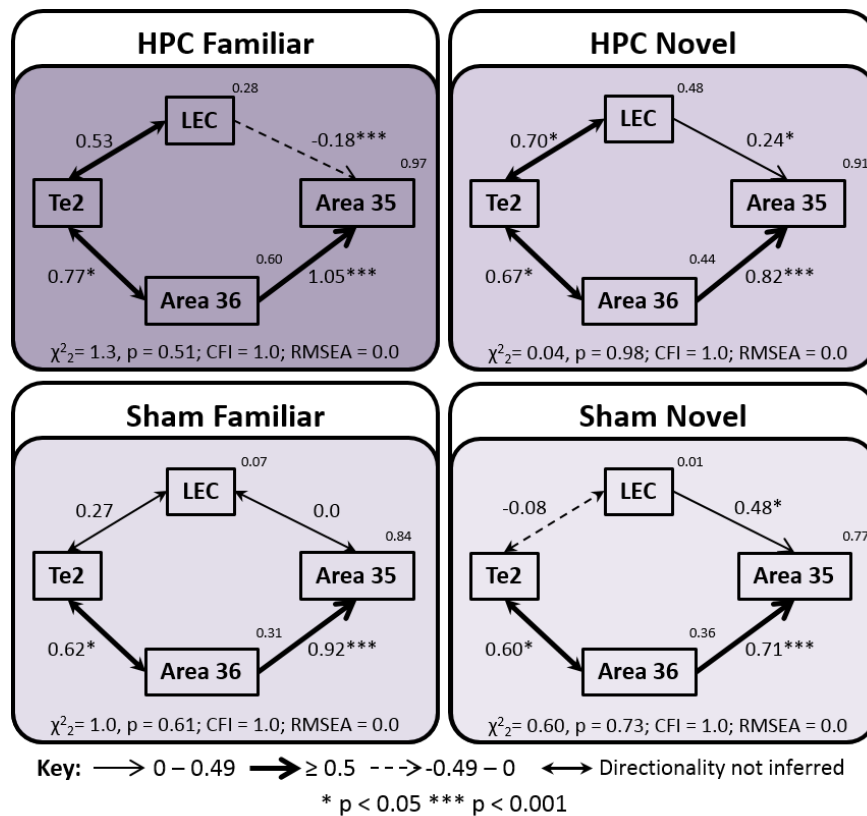 HPC Familiar
0.28
LEC
0.53
-0.18***
0.97
Te2
Area 35
0.60
0.77*
1.05***
Area 36
χ²₂= 1.3, p = 0.51; CFI = 1.0; RMSEA = 0.0
HPC Novel
0.48
LEC
0.70*
0.24*
0.91
Te2
Area 35
0.44
0.67*
0.82***
Area 36
χ²₂= 0.04, p = 0.98; CFI = 1.0; RMSEA = 0.0
Sham Familiar
0.07
LEC
0.27
0.0
0.84
Te2
Area 35
0.31
0.62*
0.92***
Area 36
χ²₂= 1.0, p = 0.61; CFI = 1.0; RMSEA = 0.0
Sham Novel
0.01
LEC
-0.08
0.48*
0.77
Te2
Area 35
0.36
0.60*
0.71***
Area 36
χ²₂= 0.60, p = 0.73; CFI = 1.0; RMSEA = 0.0
Key: 0 – 0.49 ≥ 0.5 -0.49 – 0 Directionality not inferred
* p < 0.05 *** p < 0.001